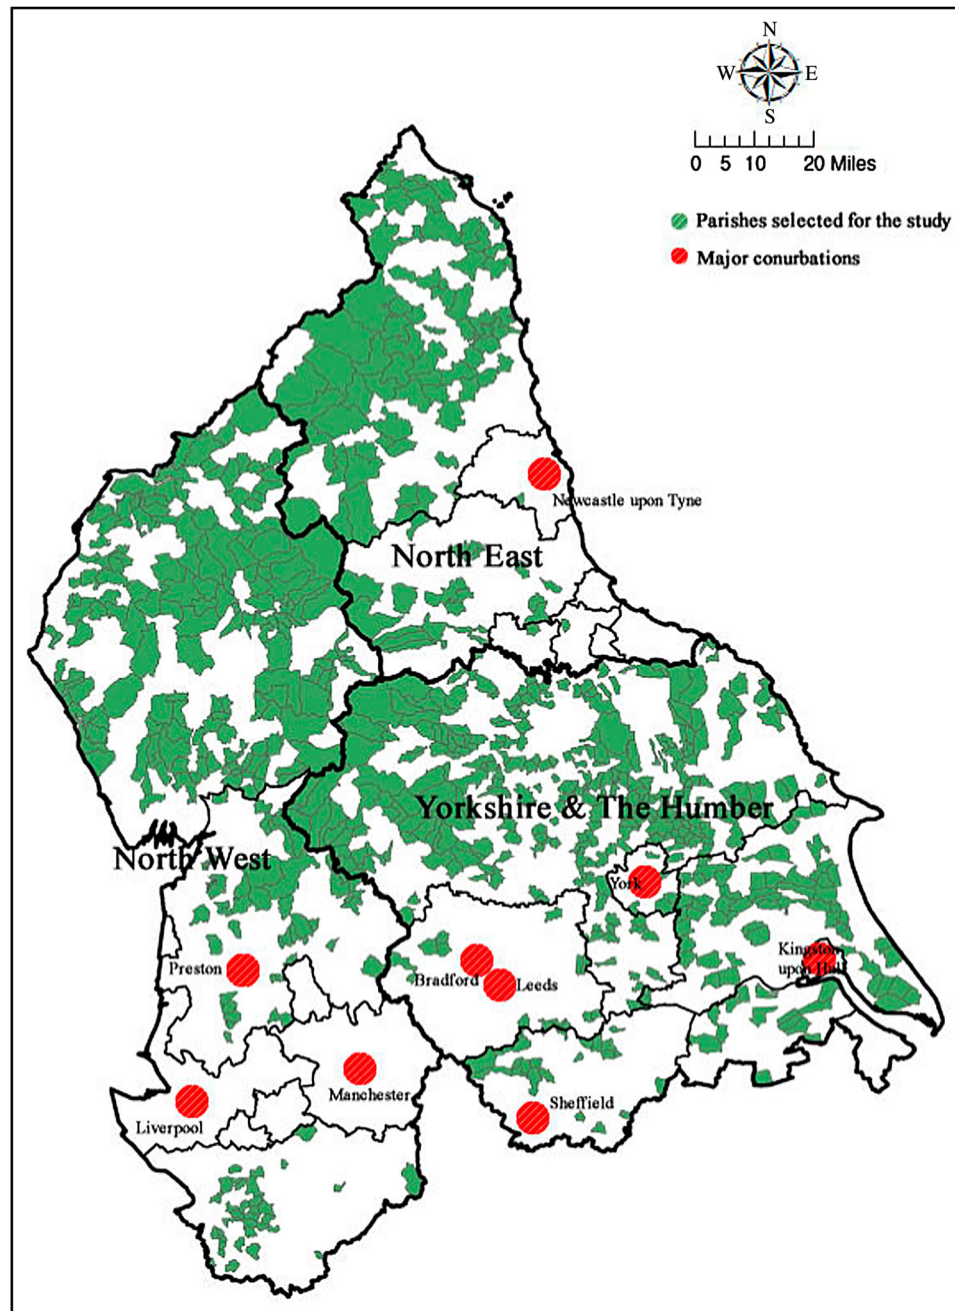 N
W E
S
0 5 10 20 Miles
Parishes selected for the study
Major conurbations
Newcastle upon Tyne
North East
Yorkshire & The Humber
North West
York
Kingston
upon Hull
Preston
Bradford
Leeds
Manchester
Sheffield
Liverpool